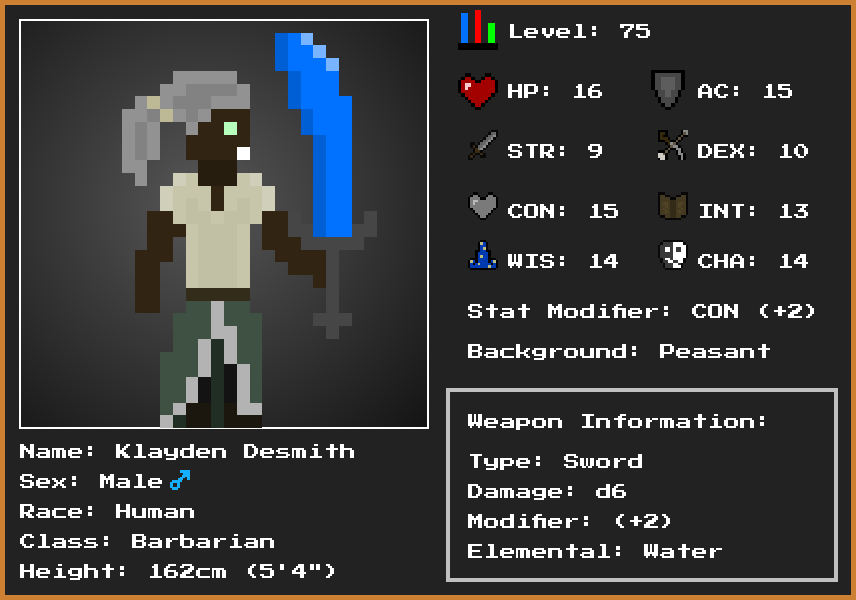 Level: 75
HP: 16
AC: 15
STR: 9
DEX: 10
CON: 15
INT: 13
WIS: 14
CHA: 14
Stat Modifier: CON (+2)
Background: Peasant
Weapon Information:
Type: Sword
Damage: d6
Modifier: (+2)
Elemental: Water
Name: Klayden Desmith
Sex: Male♂
Race: Human
Class: Barbarian
Height: 162cm (5'4")